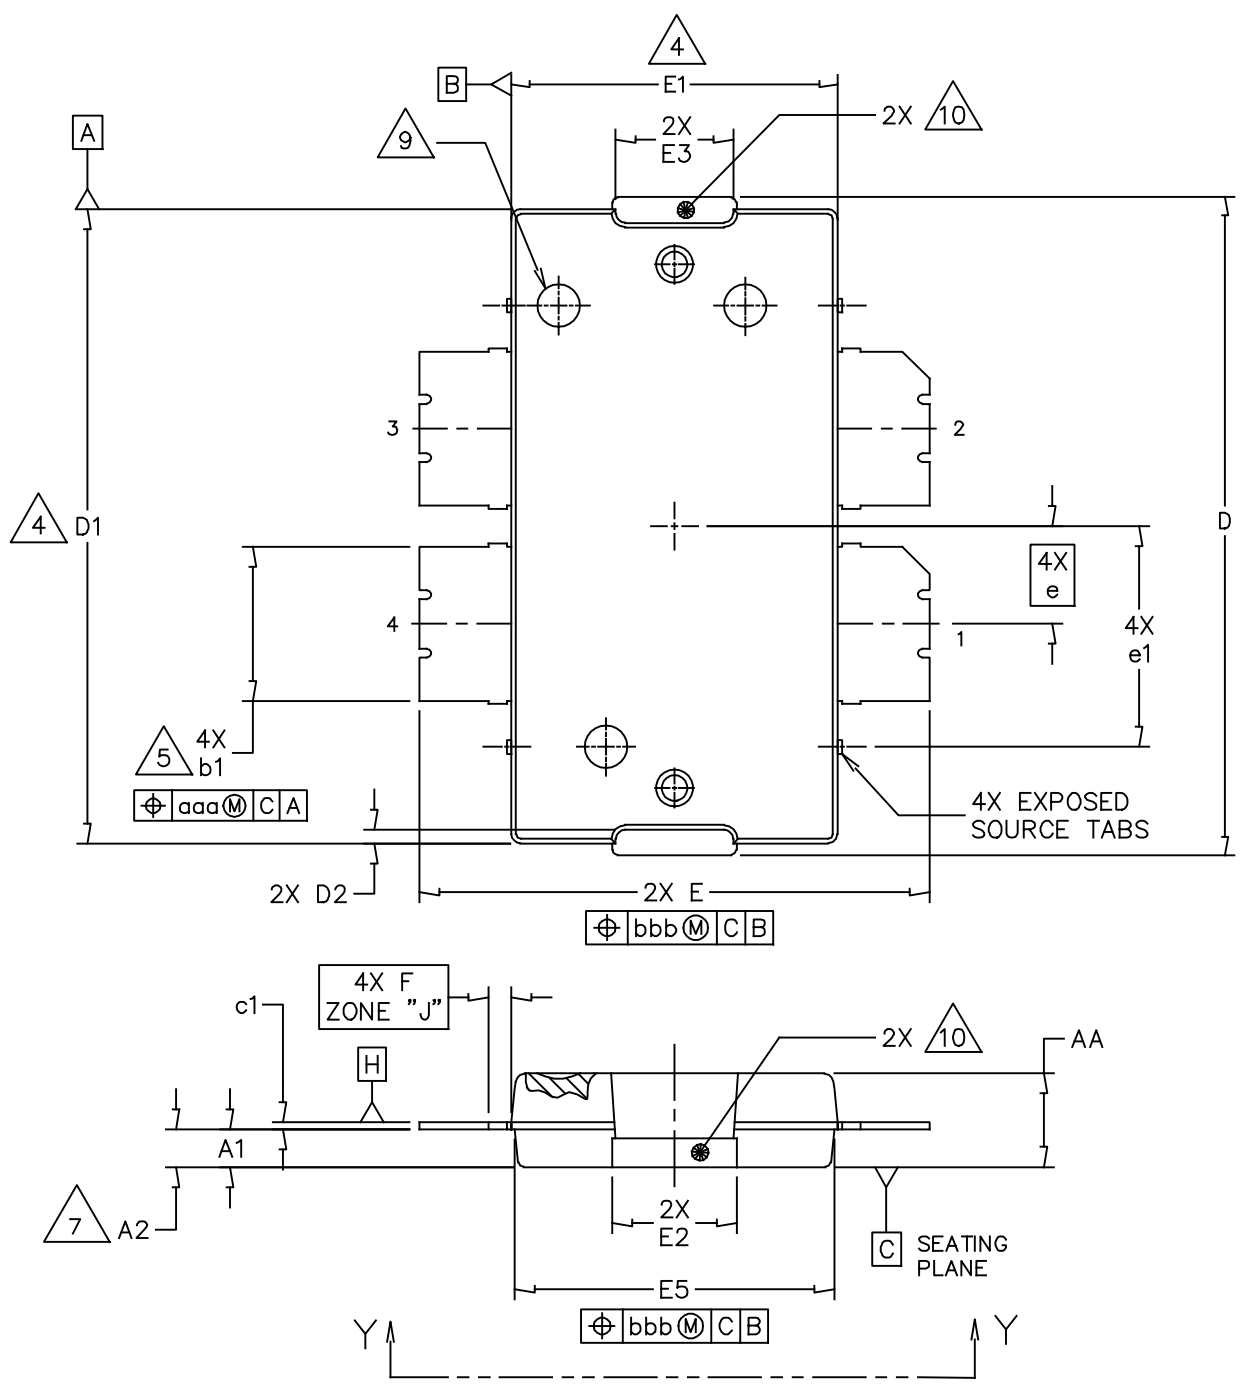 4
B
E1
A
9
2X
E3
2X 10
3
2
4 D1
D
4X
e
4
1
4X
e1
5 4X
b1
aaa Ⓜ C A
4X EXPOSED
SOURCE TABS
2X D2
2X E
bbb Ⓜ C B
4X F
ZONE "J"
c1
H
2X 10
AA
A1
7 A2
2X
E2
C SEATING
PLANE
E5
bbb Ⓜ C B
Y Y